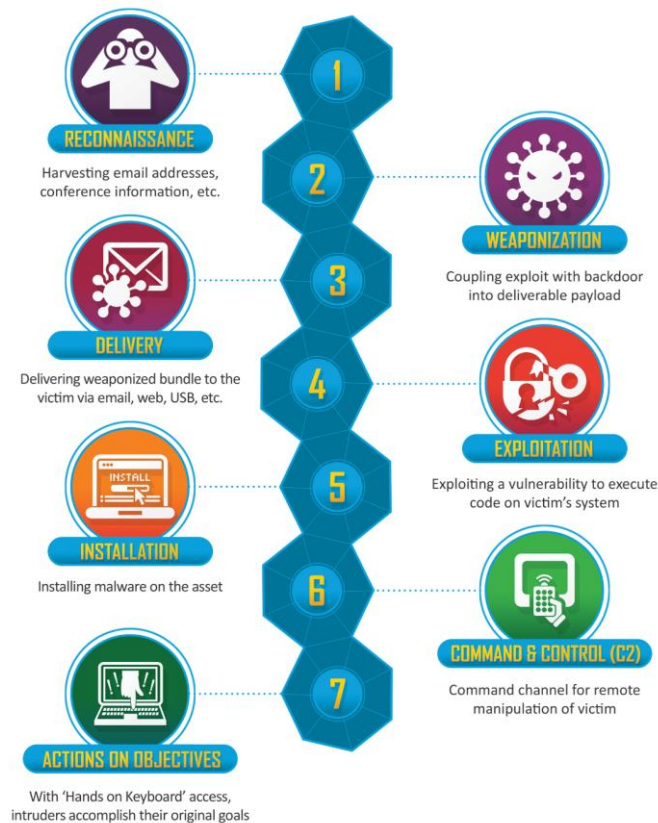 1
RECONNAISSANCE
Harvesting email addresses,
conference information, etc.
2
WEAPONIZATION
Coupling exploit with backdoor
into deliverable payload
3
DELIVERY
Delivering weaponized bundle to the
victim via email, web, USB, etc.
4
EXPLOITATION
Exploiting a vulnerability to execute
code on victim's system
5
INSTALL
INSTALLATION
Installing malware on the asset
6
COMMAND & CONTROL (C2)
Command channel for remote
manipulation of victim
7
ACTIONS ON OBJECTIVES
With ‘Hands on Keyboard’ access,
intruders accomplish their original goals